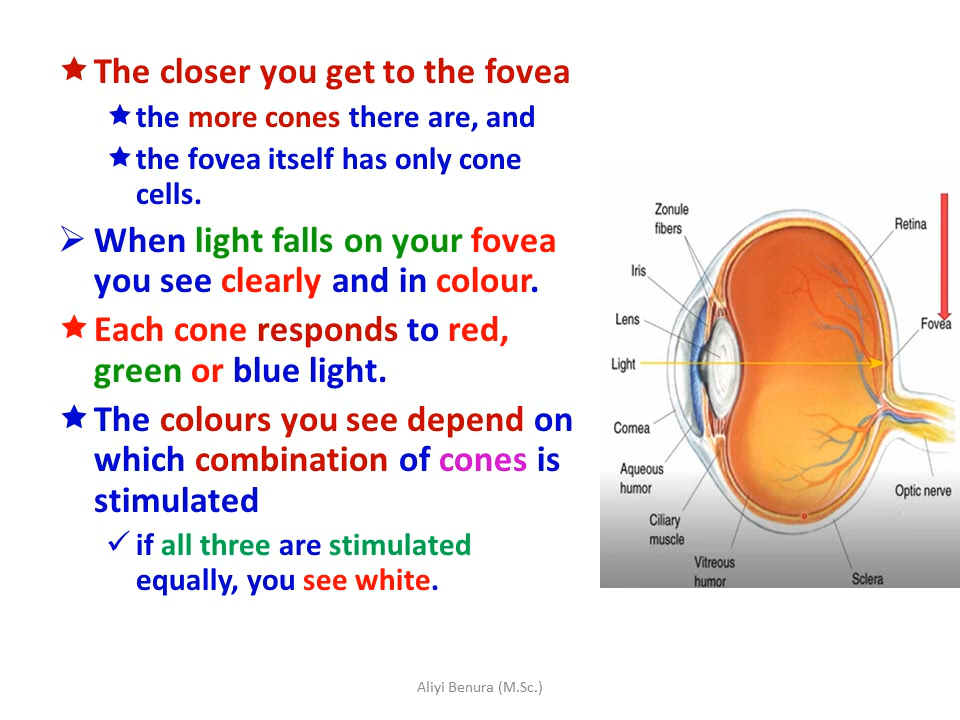 The closer you get to the fovea
the more cones there are, and
the fovea itself has only cone
cells.
When light falls on your fovea
you see clearly and in colour.
Each cone responds to red,
green or blue light.
The colours you see depend on
which combination of cones is
stimulated
if all three are stimulated
equally, you see white.
Zonule
fibers
Iris
Lens
Light
Cornea
Aqueous
humor
Ciliary
muscle
Vitreous
humor
Retina
Fovea
Optic nerve
Sclera
Aliyi Benura (M.Sc.)